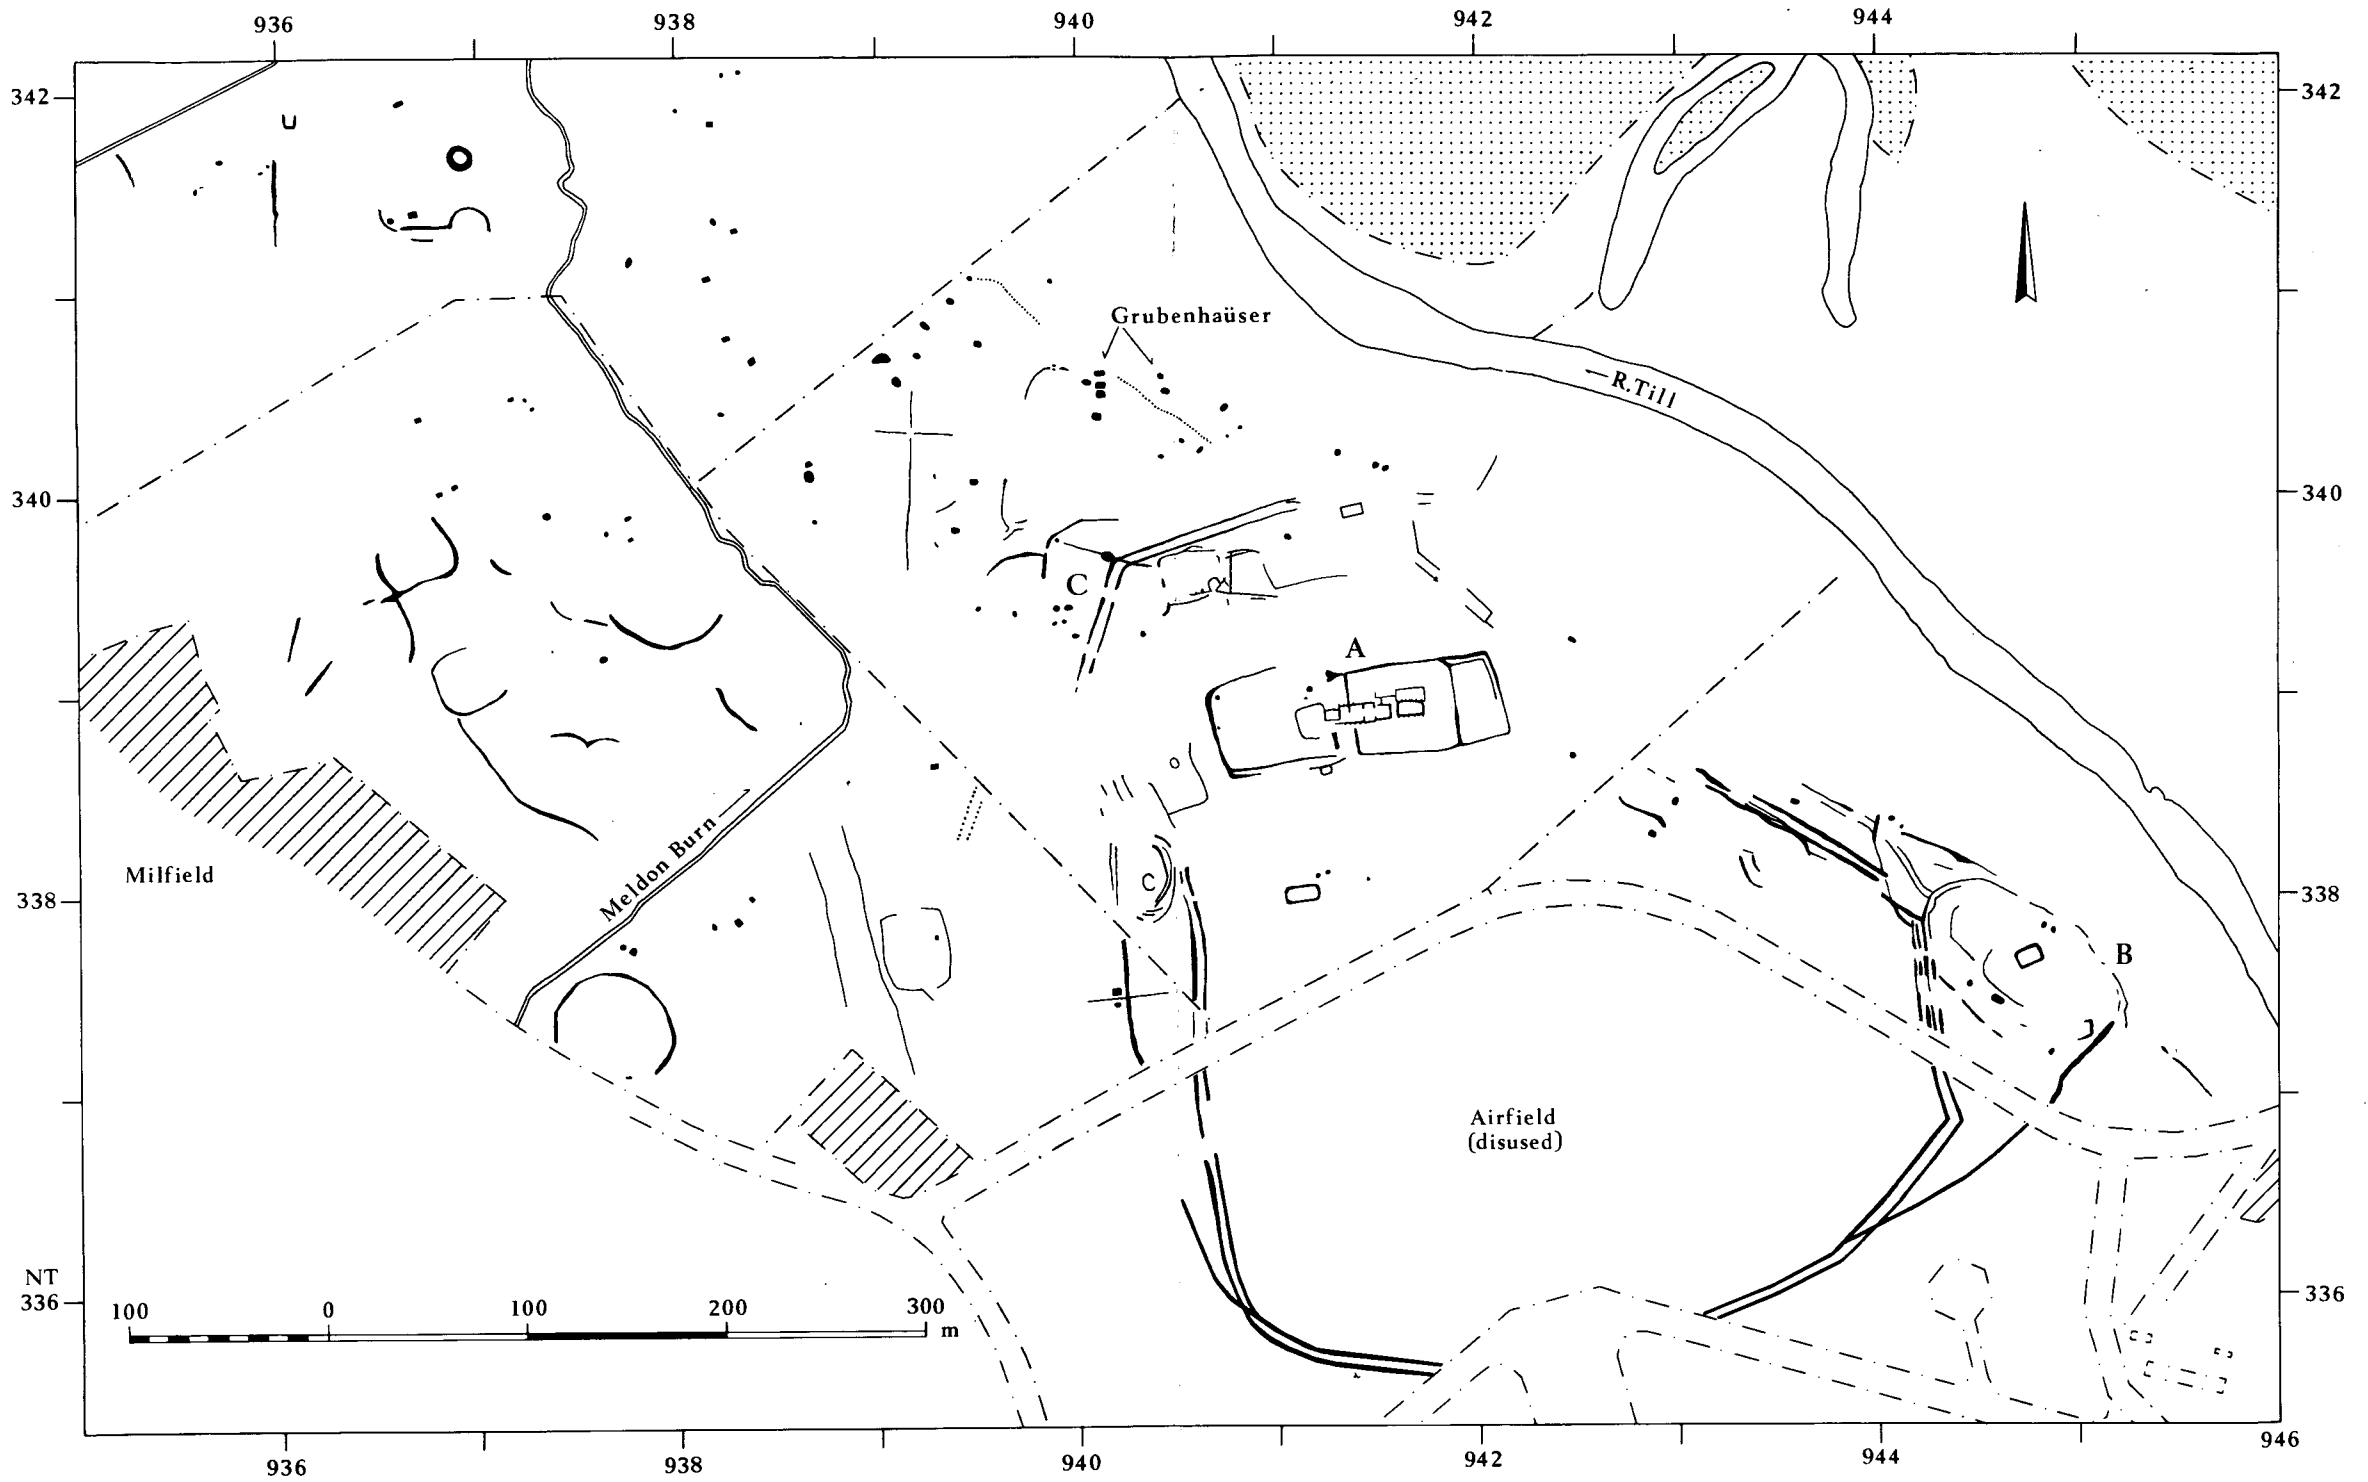 936 938 940 942 944
342 342
Grubenhaüser
R.Till
340 340
C
A
Meldon Burn
Milfield
C
338 338
B
Airfield
(disused)
NT
336 336
100 0 100 200 300
m
936 938 940 942 944 946